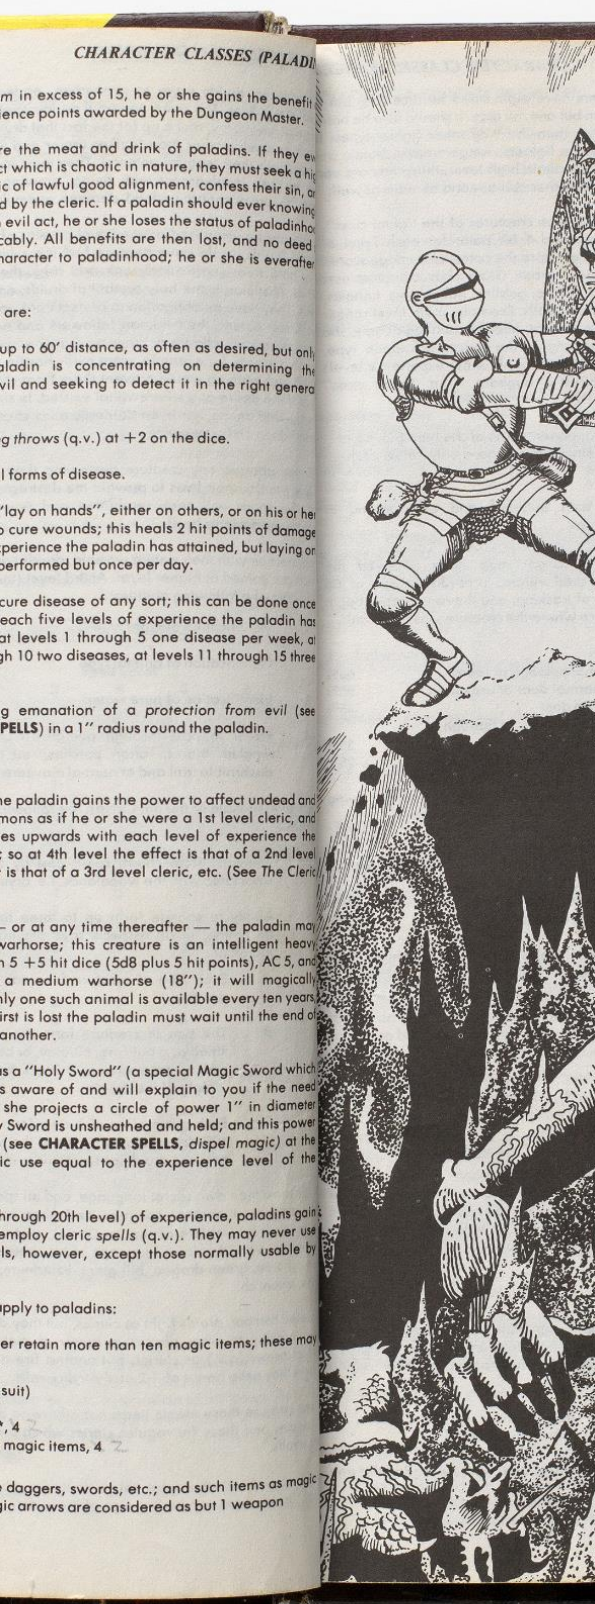 CHARACTER CLASSES (PALADI
m in excess of 15, he or she gains the benefit
ience points awarded by the Dungeon Master.
re the meat and drink of paladins. If they ev
ct which is chaotic in nature, they must seek a hig
ic of lawful good alignment, confess their sin, a
d by the cleric. If a paladin should ever knowing
evil act, he or she loses the status of paladinho
cably. All benefits are then lost, and no deed
haracter to paladinhood; he or she is everafter
are:
up to 60' distance, as often as desired, but only
aladin is concentrating on determining the
vil and seeking to detect it in the right genera
g throws (q.v.) at +2 on the dice.
l forms of disease.
"lay on hands", either on others, or on his or her
o cure wounds; this heals 2 hit points of damage
xperience the paladin has attained, but laying on
performed but once per day.
cure disease of any sort; this can be done once
each five levels of experience the paladin has
at levels 1 through 5 one disease per week, at
gh 10 two diseases, at levels 11 through 15 three
g emanation of a protection from evil (see
PELLS) in a 1" radius round the paladin.
he paladin gains the power to affect undead and
mons as if he or she were a 1st level cleric, and
es upwards with each level of experience the
; so at 4th level the effect is that of a 2nd level
is that of a 3rd level cleric, etc. (See The Cleric
— or at any time thereafter — the paladin may
warhorse; this creature is an intelligent heavy
h 5 +5 hit dice (5d8 plus 5 hit points), AC 5, and
a medium warhorse (18"); it will magically
nly one such animal is available every ten years,
irst is lost the paladin must wait until the end of
another.
as a "Holy Sword" (a special Magic Sword which
s aware of and will explain to you if the need
she projects a circle of power 1" in diameter
y Sword is unsheathed and held; and this power
(see CHARACTER SPELLS, dispel magic) at the
ic use equal to the experience level of the
hrough 20th level) of experience, paladins gain
employ cleric spells (q.v.). They may never use
lls, however, except those normally usable by
apply to paladins:
er retain more than ten magic items; these may
suit)
*, 4
magic items, 4 2
e daggers, swords, etc.; and such items as magic
gic arrows are considered as but 1 weapon